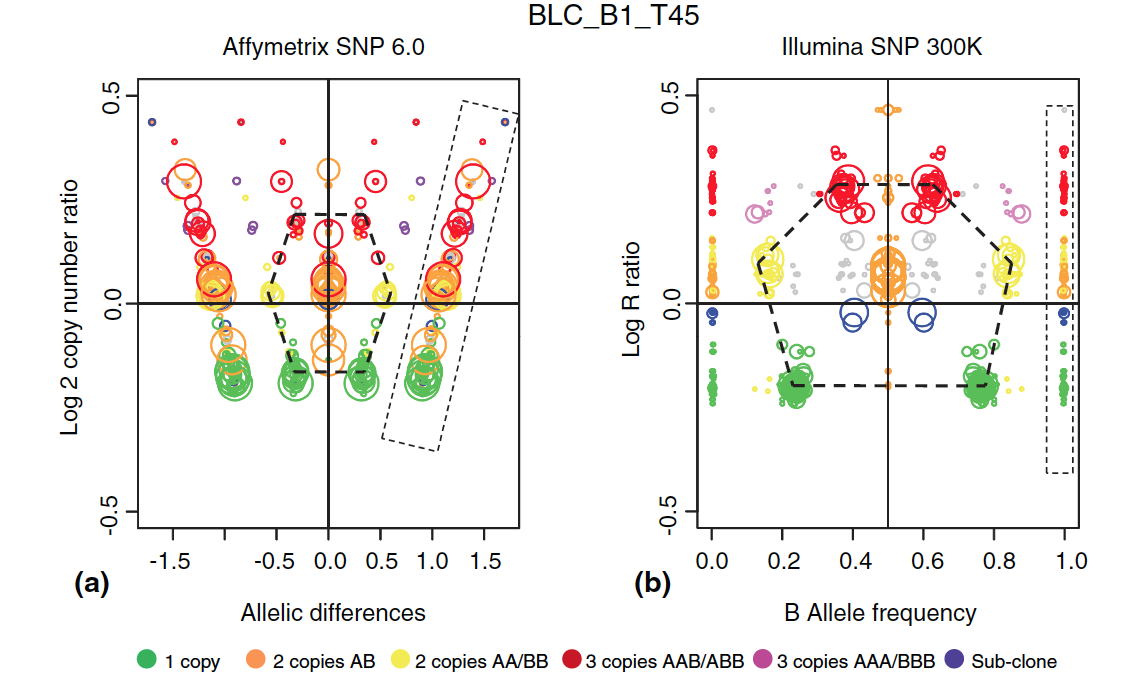 BLC_B1_T45
Affymetrix SNP 6.0
Illumina SNP 300K
0.5
0.0
-0.5
Log 2 copy number ratio
-1.5 -0.5 0.0 0.5 1.0 1.5
(a)
Allelic differences
0.5
0.0
-0.5
Log R ratio
0.0 0.2 0.4 0.6 0.8 1.0
(b)
B Allele frequency
1 copy 2 copies AB 2 copies AA/BB 3 copies AAB/ABB 3 copies AAA/BBB Sub-clone